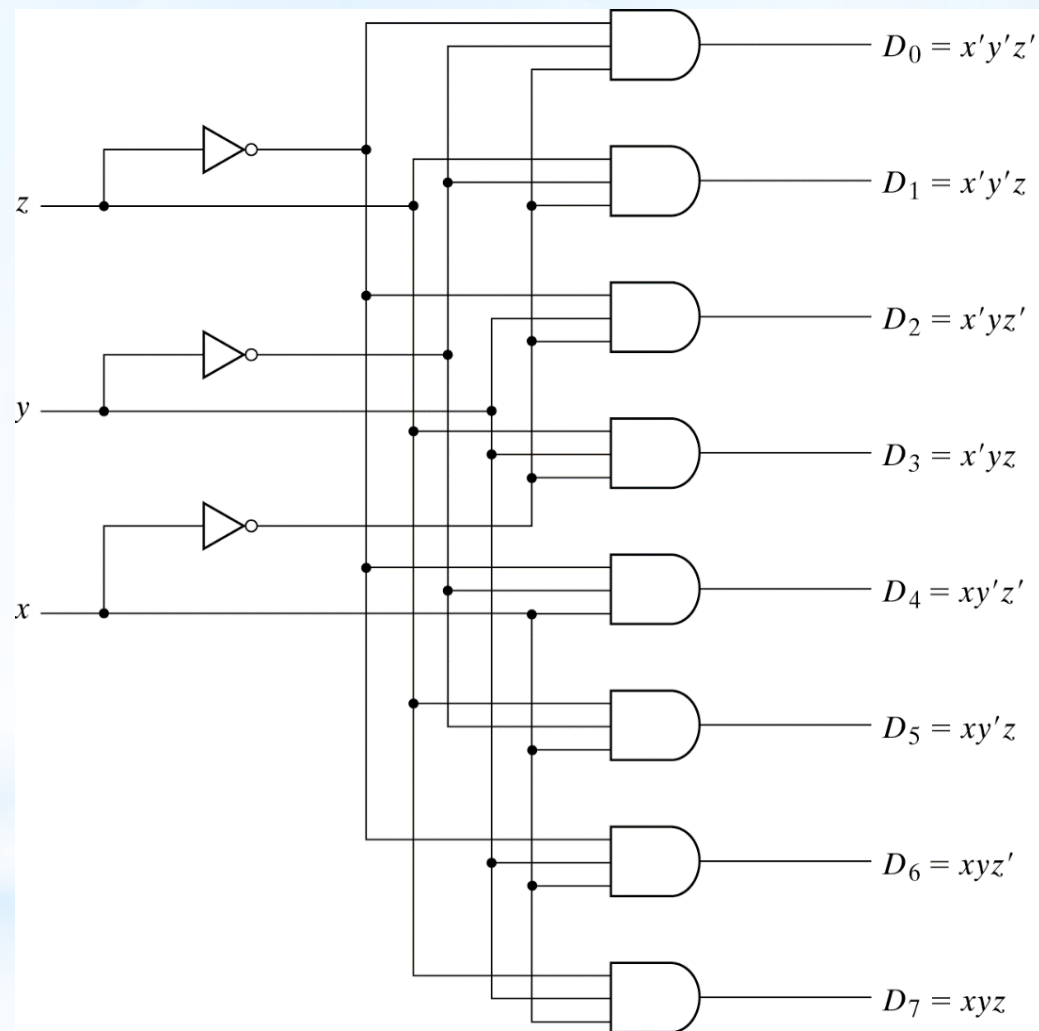 D₀ = x'y'z'
z
D₁ = x'y'z
D₂ = x'yz'
y
D₃ = x'yz
x
D₄ = xy'z'
D₅ = xy'z
D₆ = xyz'
D₇ = xyz